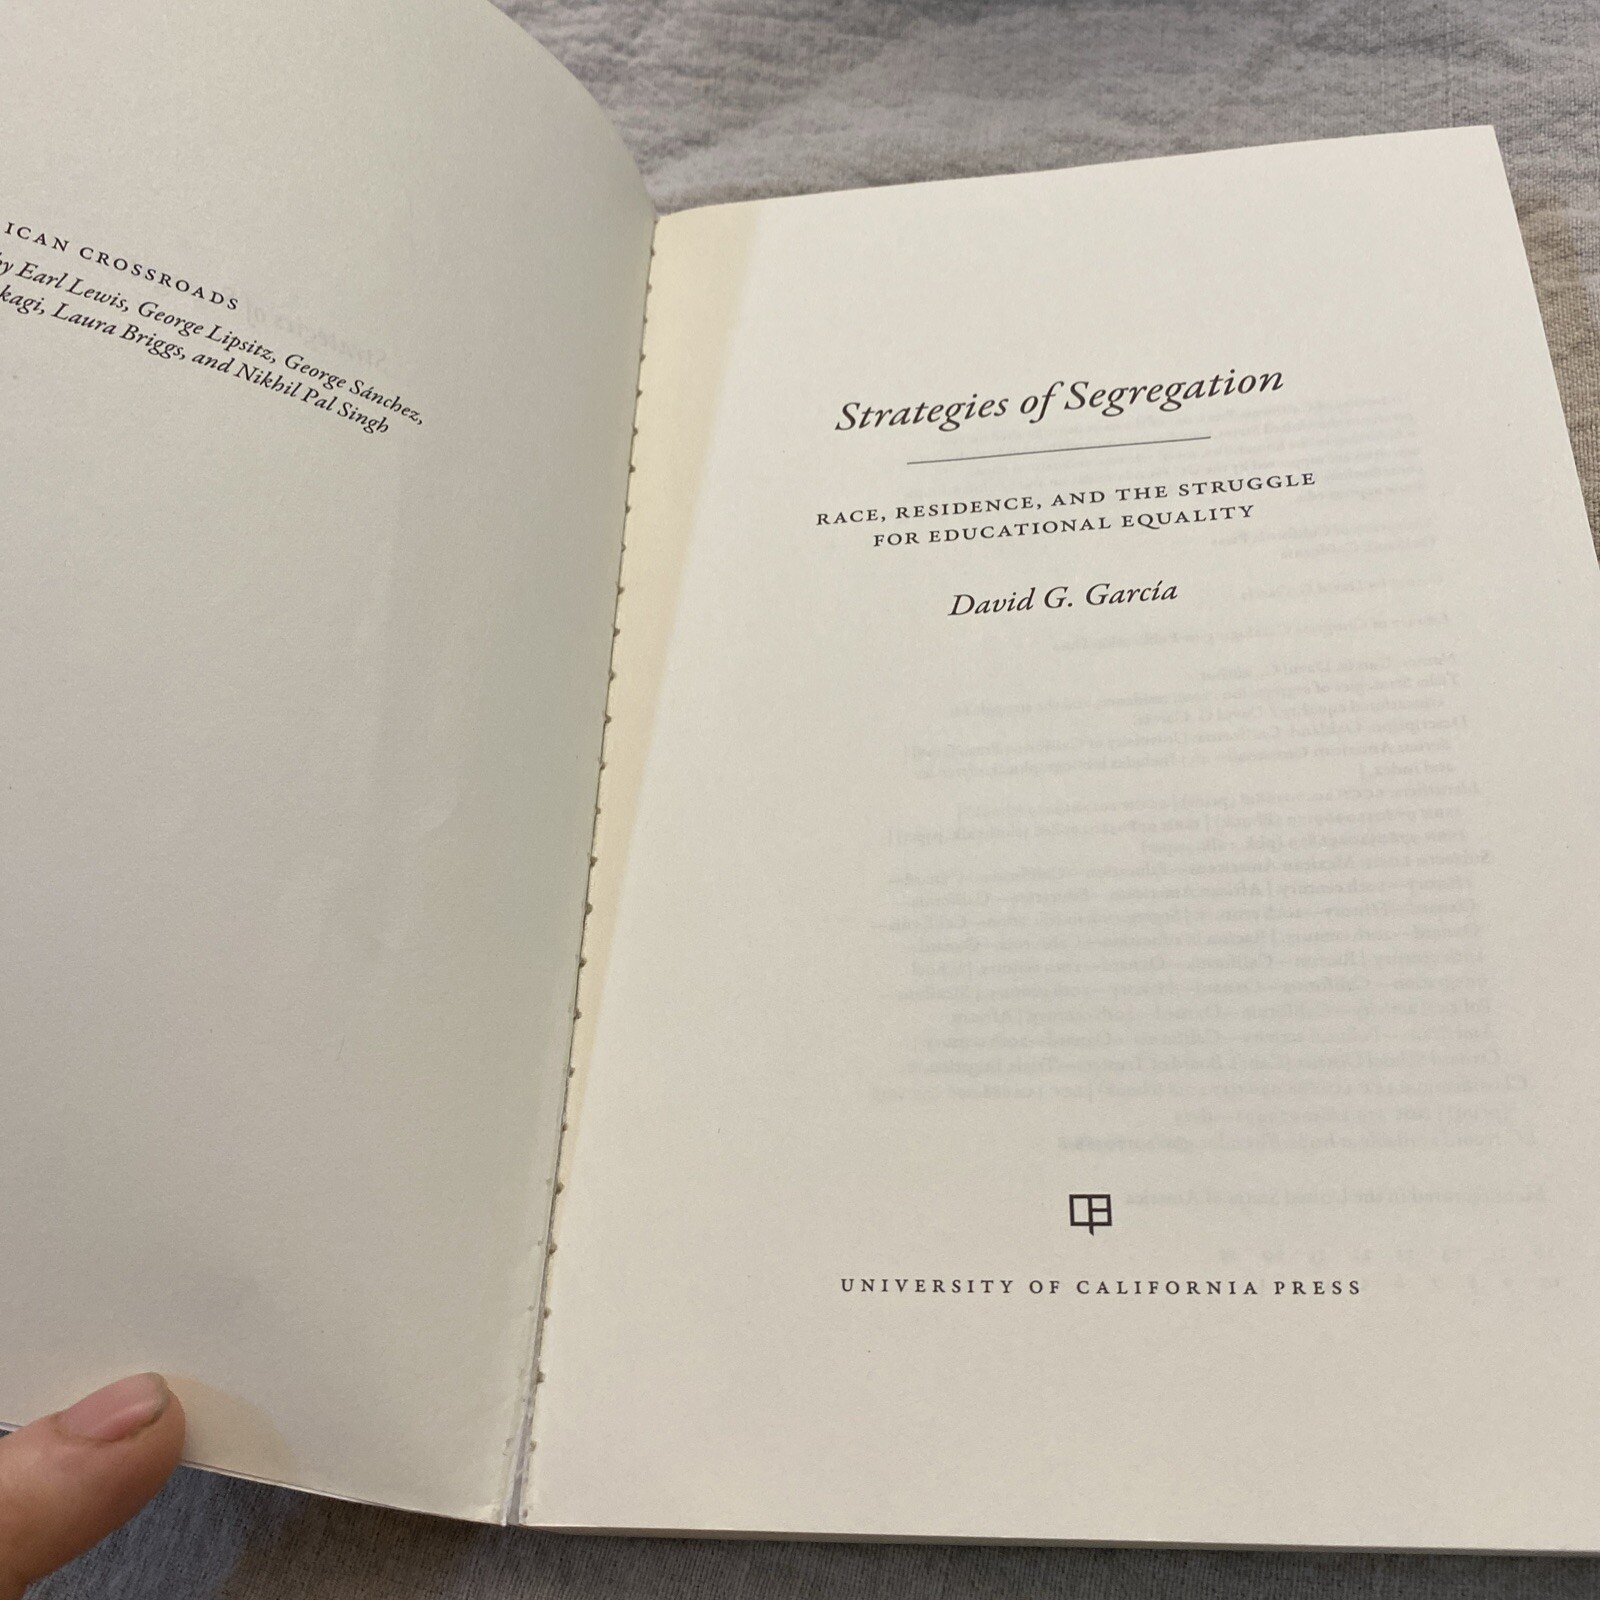 ICAN CROSSROADS
by Earl Lewis, George Lipsitz, George Sánchez,
kagi, Laura Briggs, and Nikhil Pal Singh
Strategies of Segregation
RACE, RESIDENCE, AND THE STRUGGLE
FOR EDUCATIONAL EQUALITY
David G. García
UNIVERSITY OF CALIFORNIA PRESS